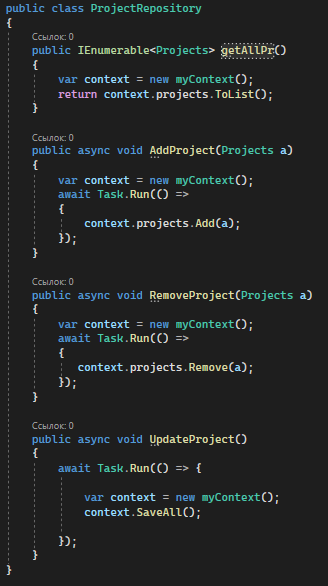 public class ProjectRepository
{
Ссылок: 0
public IEnumerable<Projects> getAllPr()
{
var context = new myContext();
return context.projects.ToList();
}
Ссылок: 0
public async void AddProject(Projects a)
{
var context = new myContext();
await Task.Run(() =>
{
context.projects.Add(a);
});
}
Ссылок: 0
public async void RemoveProject(Projects a)
{
var context = new myContext();
await Task.Run(() =>
{
context.projects.Remove(a);
});
}
Ссылок: 0
public async void UpdateProject()
{
await Task.Run(() => {
var context = new myContext();
context.SaveAll();
});
}
}